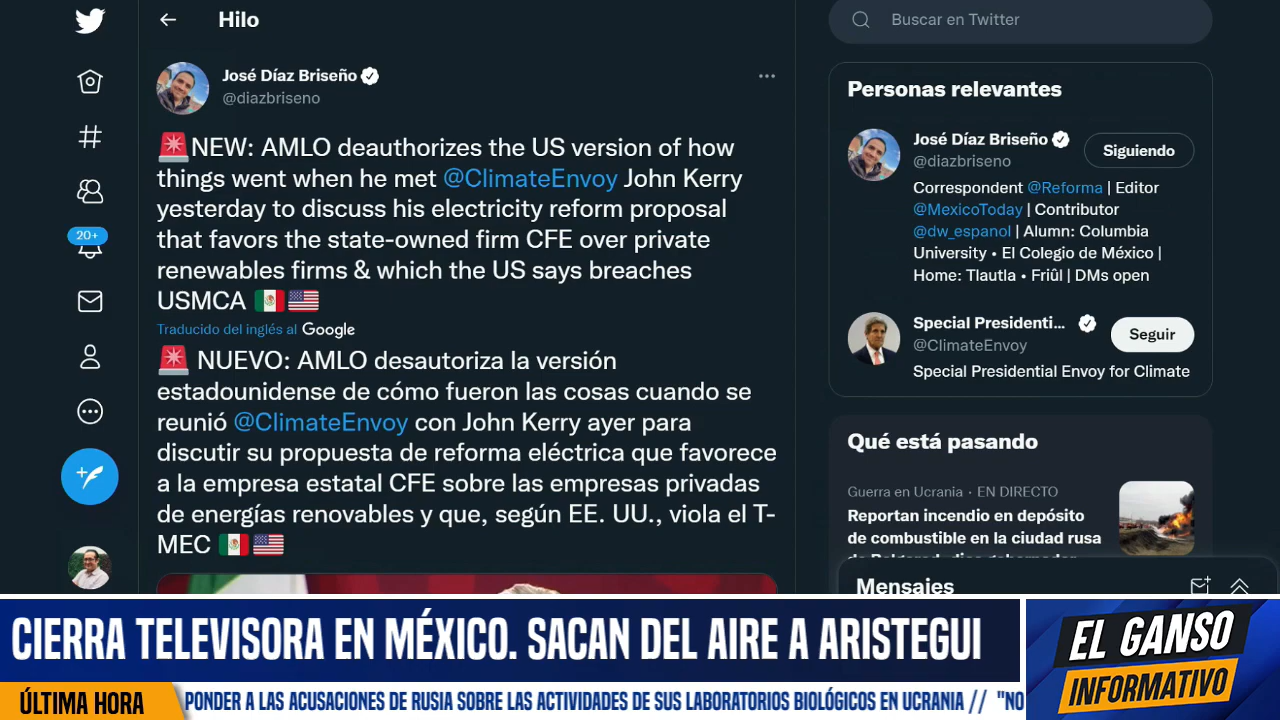 Hilo
José Díaz Briseño
@diazbriseno
🚨NEW: AMLO deauthorizes the US version of how
things went when he met @ClimateEnvoy John Kerry
yesterday to discuss his electricity reform proposal
that favors the state-owned firm CFE over private
renewables firms & which the US says breaches
USMCA 🇲🇽🇺🇸
Traducido del inglés al Google
🚨 NUEVO: AMLO desautoriza la versión
estadounidense de cómo fueron las cosas cuando se
reunió @ClimateEnvoy con John Kerry ayer para
discutir su propuesta de reforma eléctrica que favorece
a la empresa estatal CFE sobre las empresas privadas
de energías renovables y que, según EE. UU., viola el T-
MEC 🇲🇽🇺🇸
20+
Buscar en Twitter
Personas relevantes
José Díaz Briseño
@diazbriseno
Siguiendo
Correspondent @Reforma | Editor
@MexicoToday | Contributor
@dw_espanol | Alumn: Columbia
University • El Colegio de México |
Home: Tlautla • Friûl | DMs open
Special Presidenti...
@ClimateEnvoy
Seguir
Special Presidential Envoy for Climate
Qué está pasando
Guerra en Ucrania · EN DIRECTO
Reportan incendio en depósito
de combustible en la ciudad rusa
de Belgorod, dice gobernador
Mensajes
CIERRA TELEVISORA EN MÉXICO. SACAN DEL AIRE A ARISTEGUI
EL GANSO
INFORMATIVO
ÚLTIMA HORA
PONDER A LAS ACUSACIONES DE RUSIA SOBRE LAS ACTIVIDADES DE SUS LABORATORIOS BIOLÓGICOS EN UCRANIA // "NO